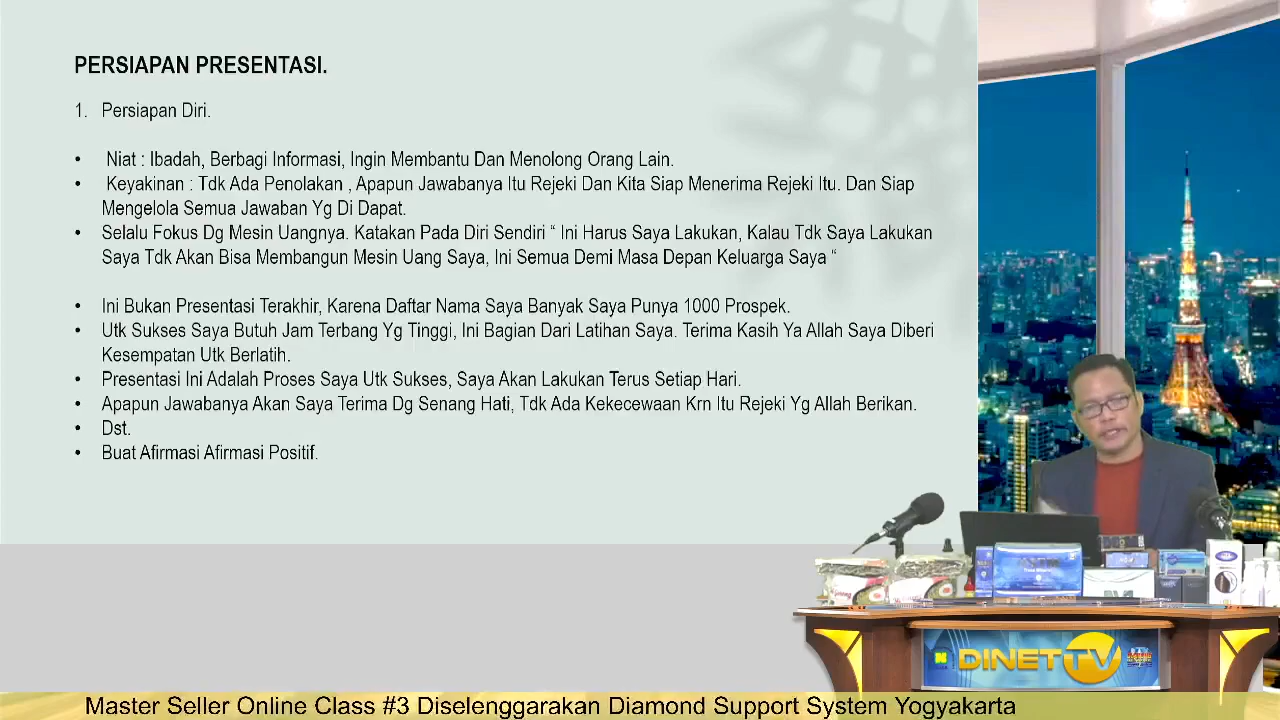 PERSIAPAN PRESENTASI.
1. Persiapan Diri.
• Niat : Ibadah, Berbagi Informasi, Ingin Membantu Dan Menolong Orang Lain.
• Keyakinan : Tdk Ada Penolakan , Apapun Jawabanya Itu Rejeki Dan Kita Siap Menerima Rejeki Itu. Dan Siap
Mengelola Semua Jawaban Yg Di Dapat.
• Selalu Fokus Dg Mesin Uangnya. Katakan Pada Diri Sendiri “ Ini Harus Saya Lakukan, Kalau Tdk Saya Lakukan
Saya Tdk Akan Bisa Membangun Mesin Uang Saya, Ini Semua Demi Masa Depan Keluarga Saya “
• Ini Bukan Presentasi Terakhir, Karena Daftar Nama Saya Banyak Saya Punya 1000 Prospek.
• Utk Sukses Saya Butuh Jam Terbang Yg Tinggi, Ini Bagian Dari Latihan Saya. Terima Kasih Ya Allah Saya Diberi
Kesempatan Utk Berlatih.
• Presentasi Ini Adalah Proses Saya Utk Sukses, Saya Akan Lakukan Terus Setiap Hari.
• Apapun Jawabanya Akan Saya Terima Dg Senang Hati, Tdk Ada Kekecewaan Krn Itu Rejeki Yg Allah Berikan.
• Dst.
• Buat Afirmasi Afirmasi Positif.
DINET TV
Master Seller Online Class #3 Diselenggarakan Diamond Support System Yogyakarta